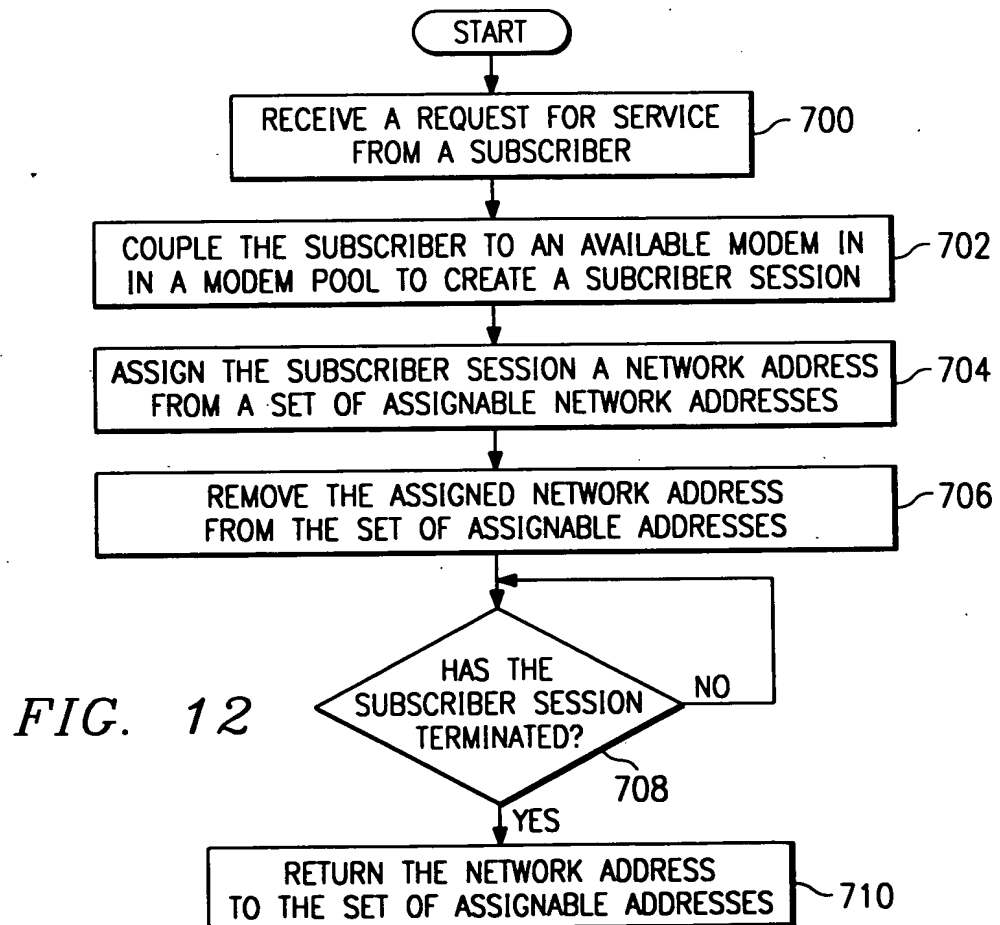 START
RECEIVE A REQUEST FOR SERVICE
FROM A SUBSCRIBER
700
COUPLE THE SUBSCRIBER TO AN AVAILABLE MODEM IN
IN A MODEM POOL TO CREATE A SUBCRIBER SESSION
702
ASSIGN THE SUBSCRIBER SESSION A NETWORK ADDRESS
FROM A SET OF ASSIGNABLE NETWORK ADDRESSES
704
REMOVE THE ASSIGNED NETWORK ADDRESS
FROM THE SET OF ASSIGNABLE ADDRESSES
706
HAS THE
SUBSCRIBER SESSION
TERMINATED?
NO
708
YES
FIG. 12
RETURN THE NETWORK ADDRESS
TO THE SET OF ASSIGNABLE ADDRESSES
710